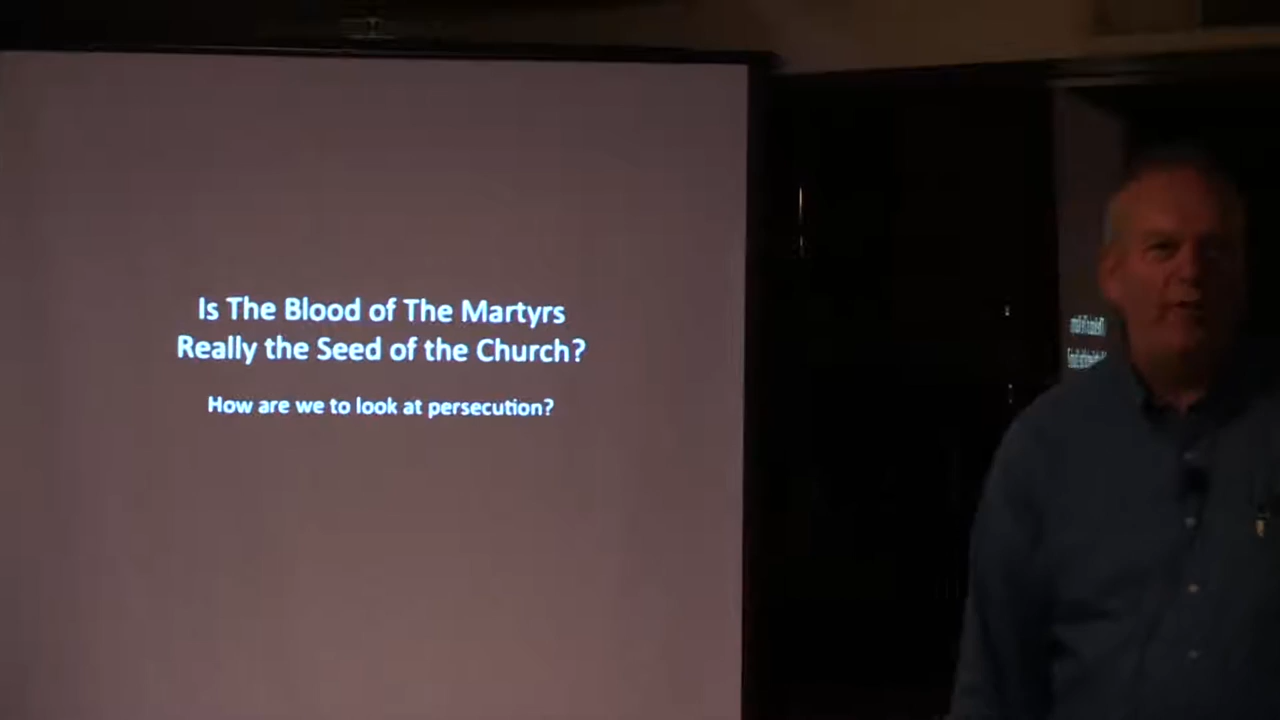 Is The Blood of The Martyrs
Really the Seed of the Church?
How are we to look at persecution?